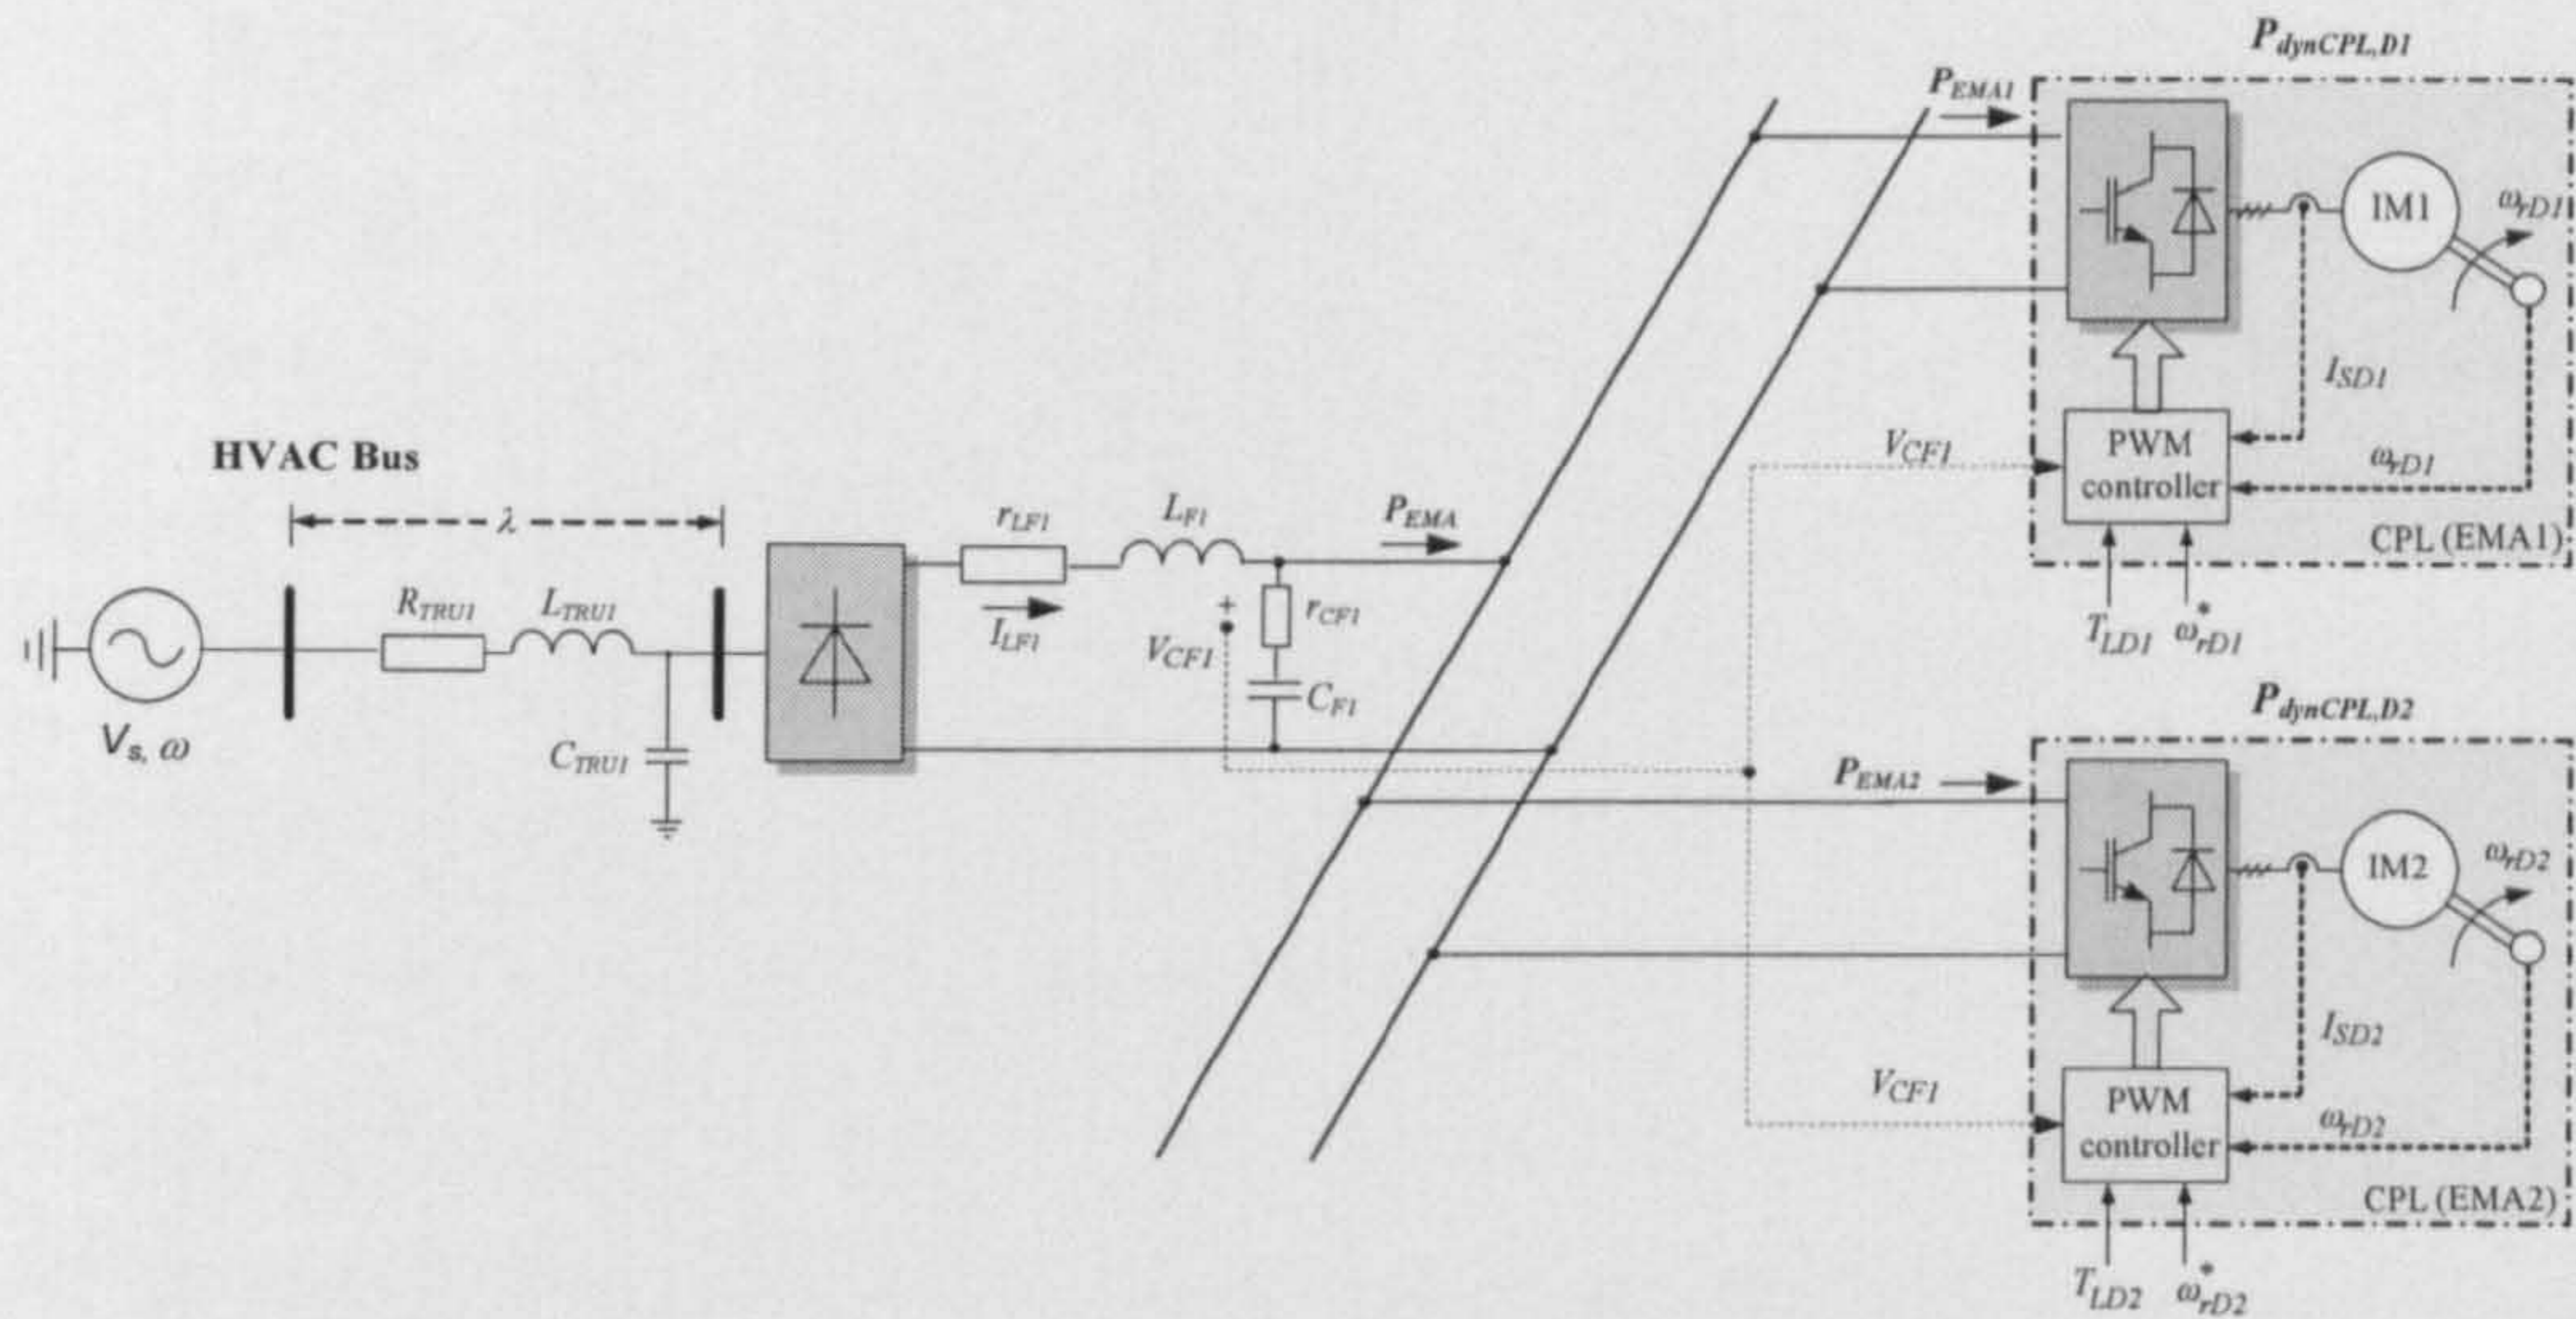 P_dynCPL,D1
P_EMA1
IM1
ω_rD1
I_SD1
HVAC Bus
V_CF1
PWM
controller
ω_rD1
λ
r_LF1
L_F1
P_EMA
CPL (EMA1)
R_TRU1
L_TRU1
I_LF1
+
V_CF1
r_CF1
T_LD1
ω*_rD1
C_F1
V_s, ω
C_TRU1
P_dynCPL,D2
P_EMA2
IM2
ω_rD2
I_SD2
V_CF1
PWM
controller
ω_rD2
CPL (EMA2)
T_LD2
ω*_rD2